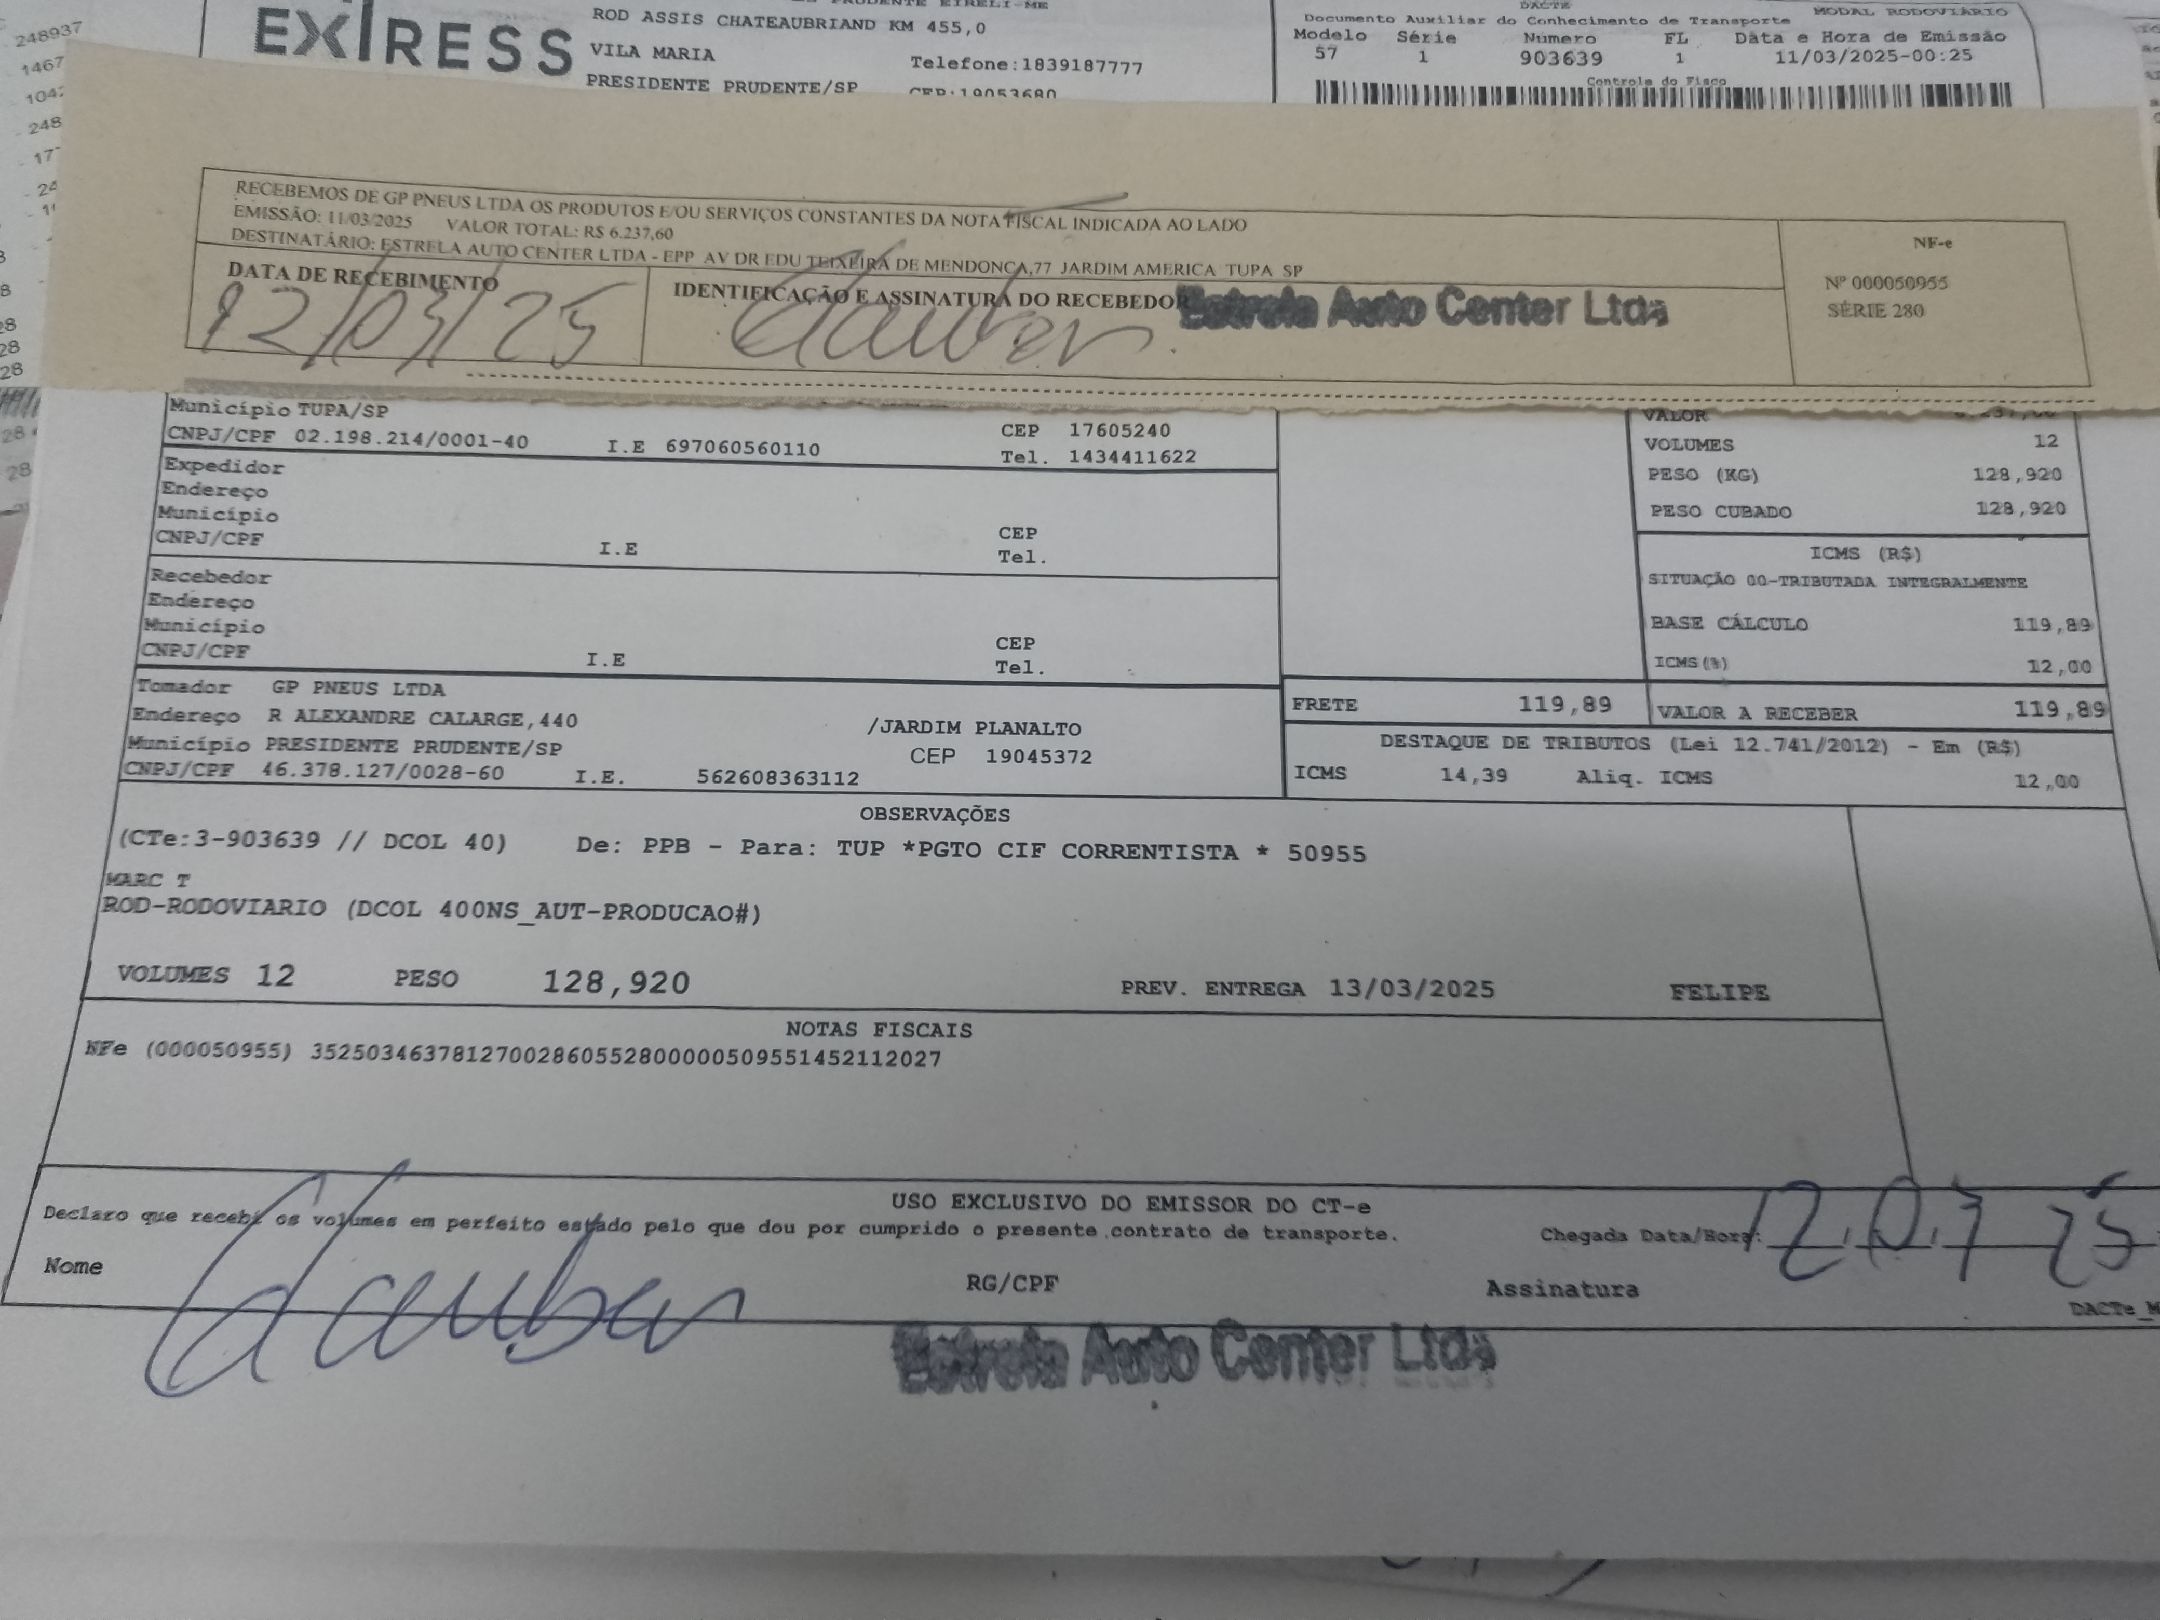 EXPRESS
ROD ASSIS CHATEAUBRIAND KM 455,0
VILA MARIA
Telefone:1839187777
PRESIDENTE PRUDENTE/SP
CEP:19053680
DACTE
MODAL RODOVIÁRIO
Documento Auxiliar do Conhecimento de Transporte
Modelo Série Número FL Data e Hora de Emissão
57 1 903639 1 11/03/2025-00:25
Controle do Fisco
248937
RECEBEMOS DE GP PNEUS LTDA OS PRODUTOS E/OU SERVIÇOS CONSTANTES DA NOTA FISCAL INDICADA AO LADO
EMISSÃO: 11/03/2025 VALOR TOTAL: R$ 6.237,60
DESTINATÁRIO: ESTRELA AUTO CENTER LTDA - EPP AV DR EDU TEIXEIRA DE MENDONCA,77 JARDIM AMERICA TUPA SP
DATA DE RECEBIMENTO
12/03/25
IDENTIFICAÇÃO E ASSINATURA DO RECEBEDOR
Estrela Auto Center Ltda
NF-e
Nº 000050955
SÉRIE 280
Município TUPA/SP
CNPJ/CPF 02.198.214/0001-40 I.E 697060560110
CEP 17605240
Tel. 1434411622
Expedidor
Endereço
Município
CNPJ/CPF I.E
CEP
Tel.
Recebedor
Endereço
Município
CNPJ/CPF I.E
CEP
Tel.
VALOR
VOLUMES 12
PESO (KG) 128,920
PESO CUBADO 128,920
ICMS (R$)
SITUAÇÃO 00-TRIBUTADA INTEGRALMENTE
BASE CÁLCULO 119,89
ICMS(%) 12,00
Tomador GP PNEUS LTDA
Endereço R ALEXANDRE CALARGE,440 /JARDIM PLANALTO
Município PRESIDENTE PRUDENTE/SP CEP 19045372
CNPJ/CPF 46.378.127/0028-60 I.E. 562608363112
FRETE 119,89 VALOR A RECEBER 119,89
DESTAQUE DE TRIBUTOS (Lei 12.741/2012) - Em (R$)
ICMS 14,39 Aliq. ICMS 12,00
OBSERVAÇÕES
(CTe:3-903639 // DCOL 40) De: PPB - Para: TUP *PGTO CIF CORRENTISTA * 50955
MARC T
ROD-RODOVIARIO (DCOL 400NS_AUT-PRODUCAO#)
VOLUMES 12 PESO 128,920 PREV. ENTREGA 13/03/2025 FELIPE
NOTAS FISCAIS
NFe (000050955) 35250346378127002860552800000509551452112027
USO EXCLUSIVO DO EMISSOR DO CT-e
Declaro que recebi os volumes em perfeito estado pelo que dou por cumprido o presente contrato de transporte.
Chegada Data/Hora: 12.03 25
Nome RG/CPF Assinatura
DACTe_M
Estrela Auto Center Ltda